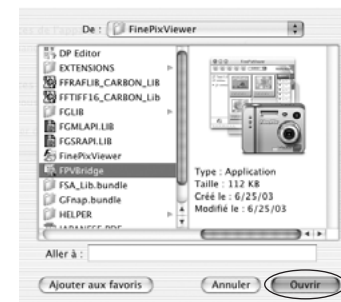 De : FinePixViewer
DP Editor
EXTENSIONS
FFRAFLIB_CARBON_LIB
FFTIFF16_CARBON_Lib
FGLIB
FGMLAPI.LIB
FGSRAPI.LIB
FinePixViewer
FPVBridge
FSA_Lib.bundle
GFnap.bundle
HELPER
Type : Application
Taille : 112 KB
Créé le : 6/25/03
Modifié le : 6/25/03
Aller à :
Ajouter aux favoris
Annuler
Ouvrir